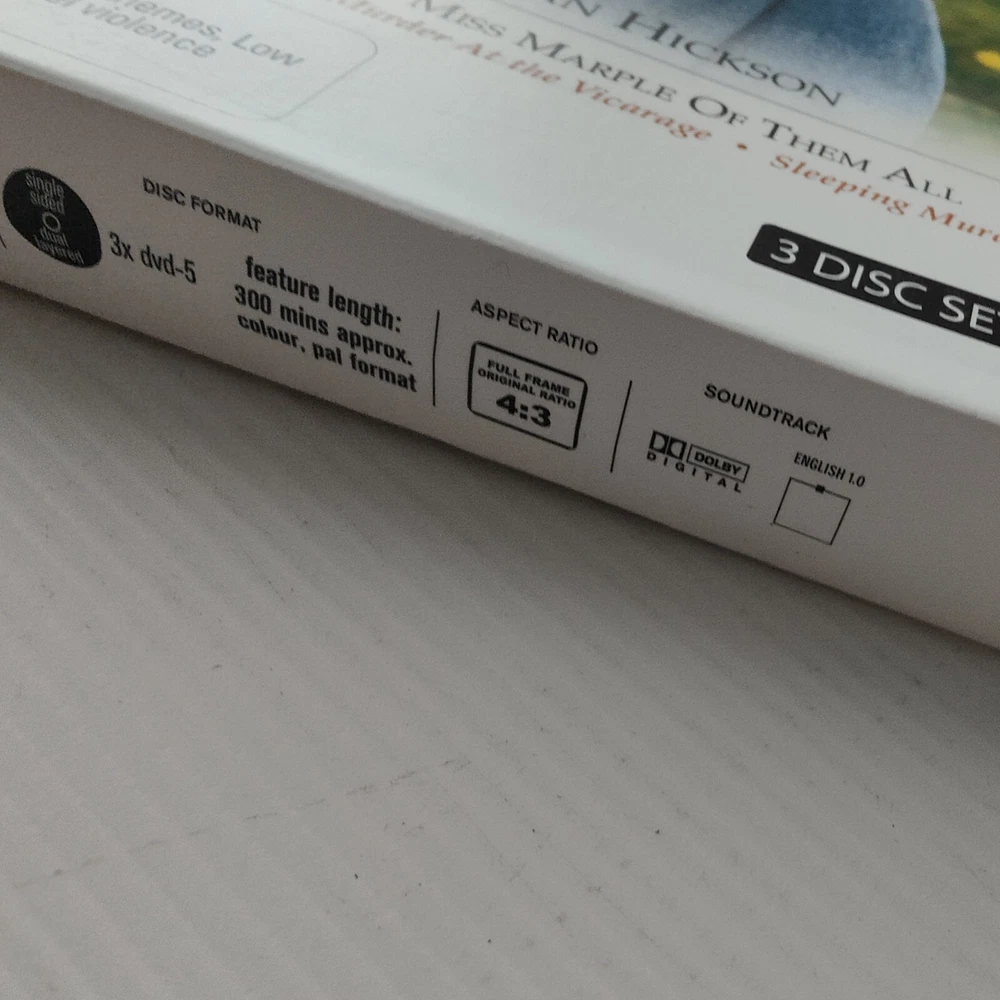 AN HICKSON
MISS MARPLE OF THEM ALL
Murder At the Vicarage • Sleeping Mur
hemes. Low
violence
3 DISC SE
single
sided
dual
layered
DISC FORMAT
3x dvd-5
feature length:
300 mins approx.
colour, pal format
ASPECT RATIO
FULL FRAME
ORIGINAL RATIO
4:3
SOUNDTRACK
DOLBY
DIGITAL
ENGLISH 1.0